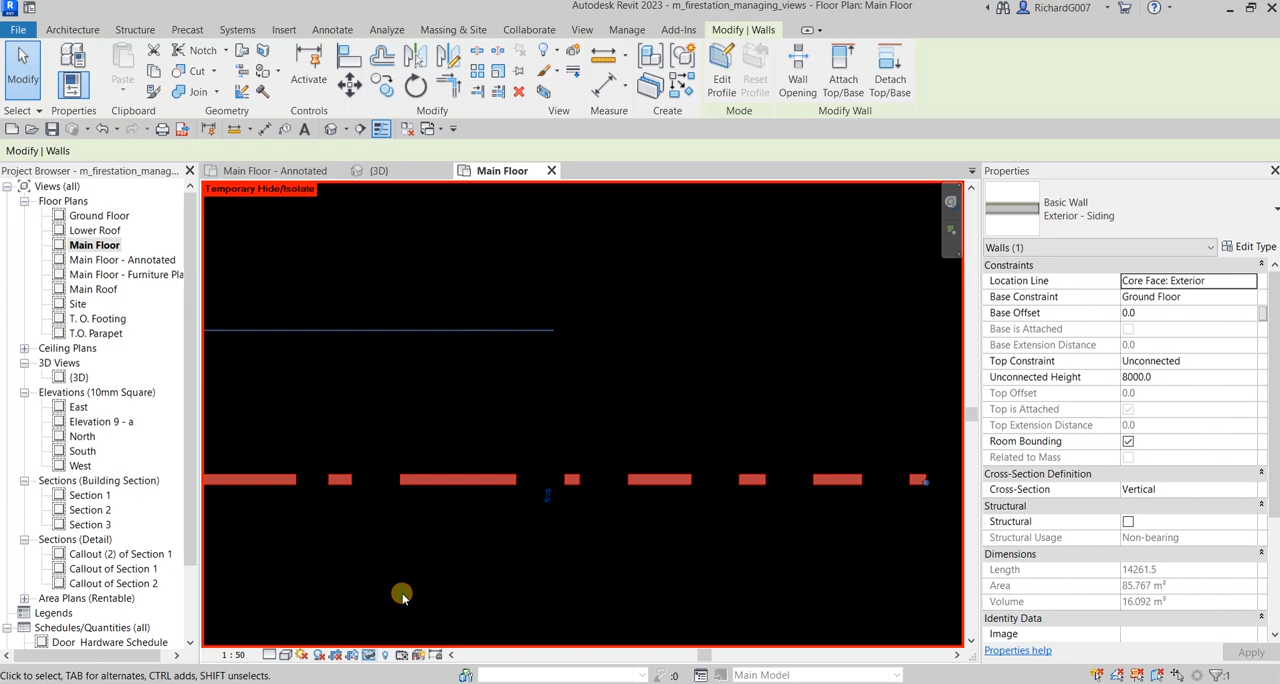 Autodesk Revit 2023 - m_firestation_managing_views - Floor Plan: Main Floor
RichardG007
File Architecture Structure Precast Systems Insert Annotate Analyze Massing & Site Collaborate View Manage Add-Ins Modify | Walls
Modify Paste Notch Cut Join Activate Edit Profile Reset Profile Wall Opening Attach Top/Base Detach Top/Base
Select Properties Clipboard Geometry Controls Modify View Measure Create Mode Modify Wall
Modify | Walls
Project Browser - m_firestation_manag...
Main Floor - Annotated {3D} Main Floor
Properties
Views (all)
Floor Plans
Ground Floor
Lower Roof
Main Floor
Main Floor - Annotated
Main Floor - Furniture Pla
Main Roof
Site
T. O. Footing
T.O. Parapet
Ceiling Plans
3D Views
{3D}
Elevations (10mm Square)
East
Elevation 9 - a
North
South
West
Sections (Building Section)
Section 1
Section 2
Section 3
Sections (Detail)
Callout (2) of Section 1
Callout of Section 1
Callout of Section 2
Area Plans (Rentable)
Legends
Schedules/Quantities (all)
Door Hardware Schedule
Temporary Hide/Isolate
1 : 50
Basic Wall
Exterior - Siding
Walls (1) Edit Type
Constraints
Location Line Core Face: Exterior
Base Constraint Ground Floor
Base Offset 0.0
Base is Attached
Base Extension Distance 0.0
Top Constraint Unconnected
Unconnected Height 8000.0
Top Offset 0.0
Top is Attached
Top Extension Distance 0.0
Room Bounding
Related to Mass
Cross-Section Definition
Cross-Section Vertical
Structural
Structural
Structural Usage Non-bearing
Dimensions
Length 14261.5
Area 85.767 m²
Volume 16.092 m³
Identity Data
Image
Properties help Apply
Click to select, TAB for alternates, CTRL adds, SHIFT unselects.
:0 Main Model :1